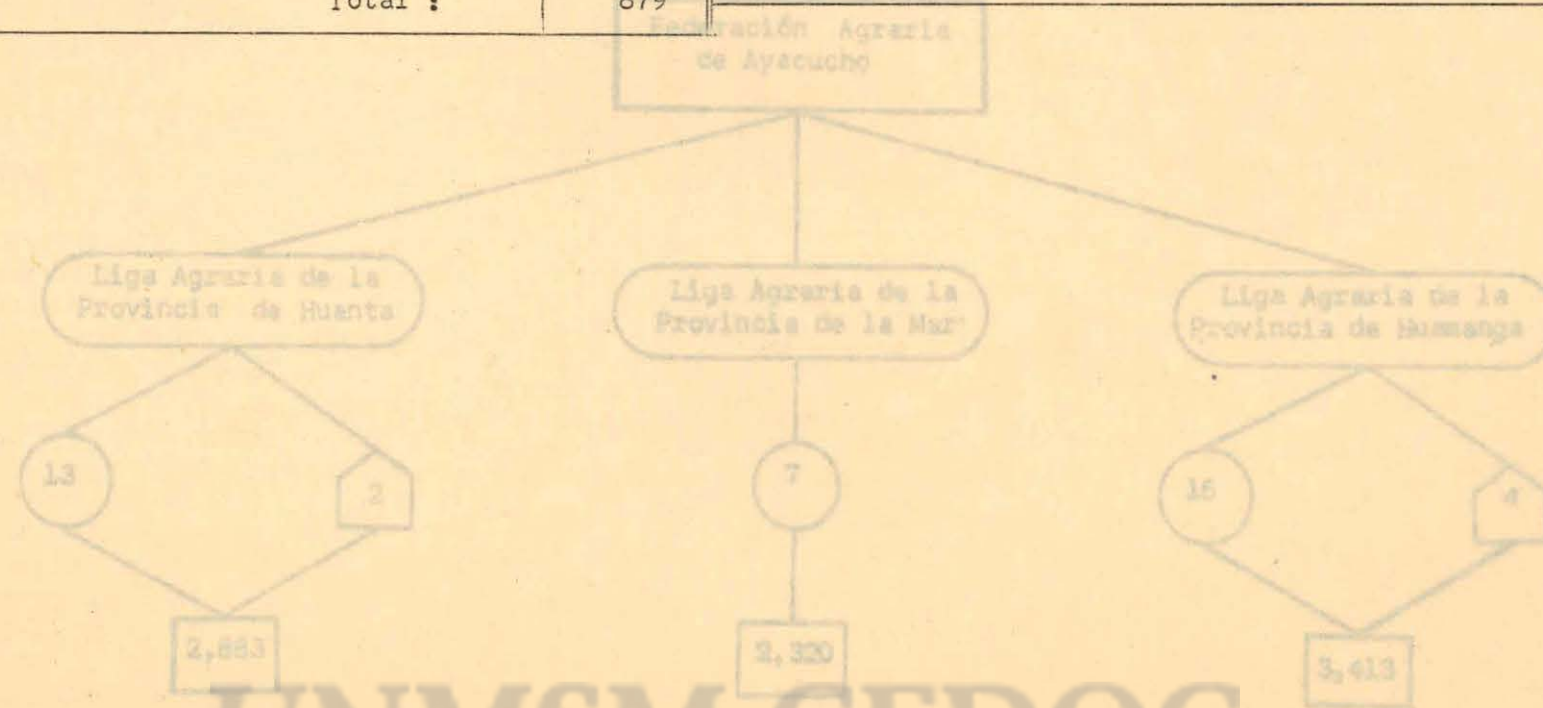 Total : 879
Federación Agraria
de Ayacucho
Liga Agraria de la
Provincia de Huanta
Liga Agraria de la
Provincia de la Mar
Liga Agraria de la
Provincia de Huamanga
13
2
7
16
4
2,883
2,320
3,413
UNMSM-CEDOC